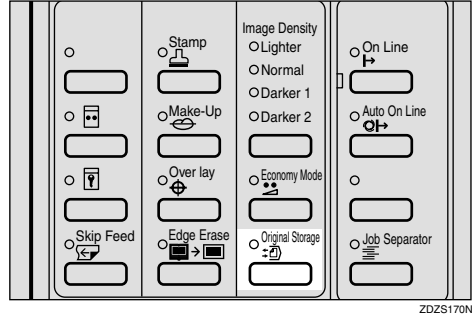 Skip Feed
Stamp
Make-Up
Over lay
Edge Erase
Image Density
Lighter
Normal
Darker 1
Darker 2
Economy Mode
Original Storage
On Line
Auto On Line
Job Separator
ZDZS170N